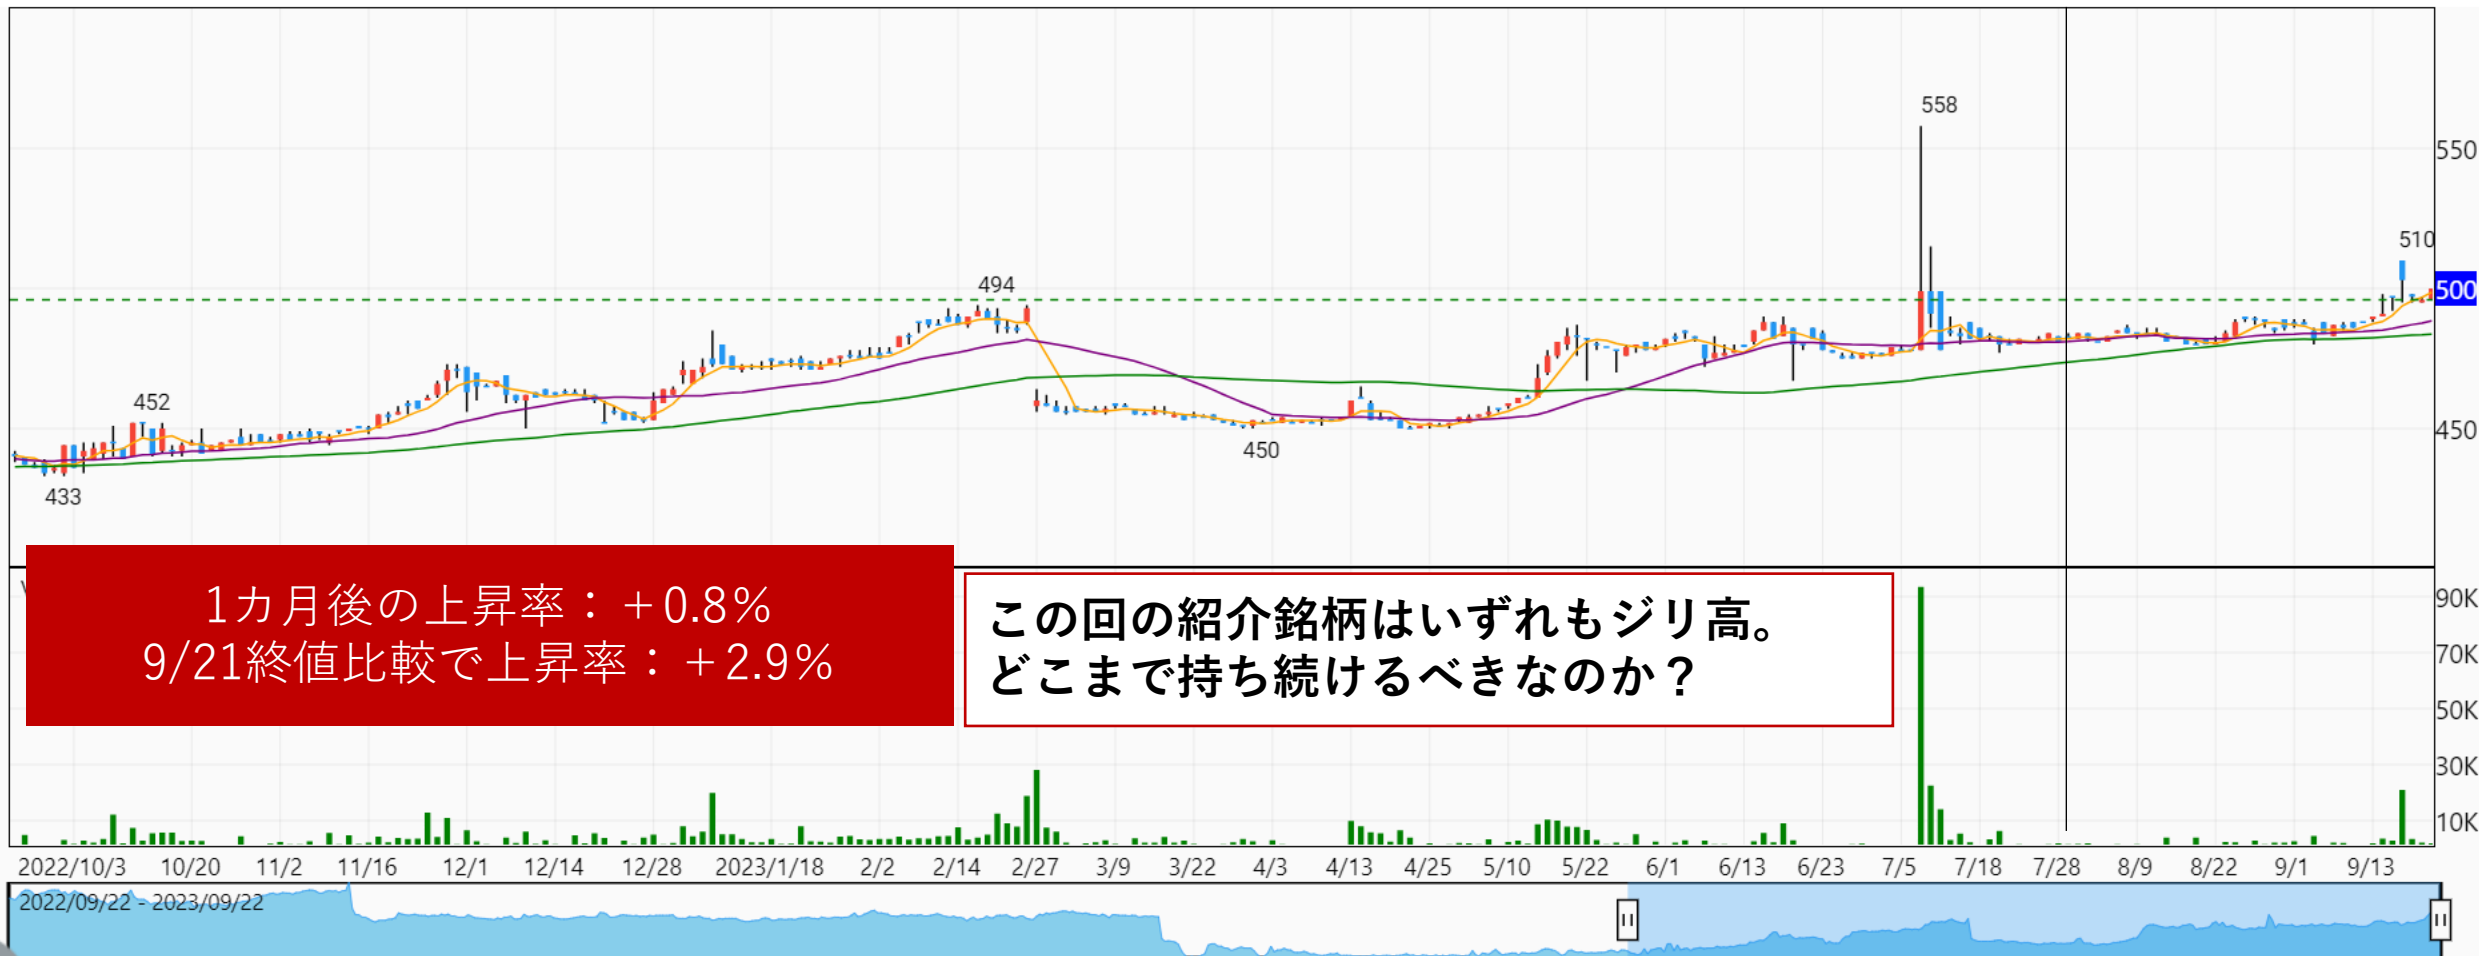 558
550
510
500
494
452
450
450
433
1カ月後の上昇率：＋0.8％
9/21終値比較で上昇率：＋2.9％
この回の紹介銘柄はいずれもジリ高。
どこまで持ち続けるべきなのか？
90K
70K
50K
30K
10K
2022/10/3 10/20 11/2 11/16 12/1 12/14 12/28 2023/1/18 2/2 2/14 2/27 3/9 3/22 4/3 4/13 4/25 5/10 5/22 6/1 6/13 6/23 7/5 7/18 7/28 8/9 8/22 9/1 9/13
2022/09/22 - 2023/09/22